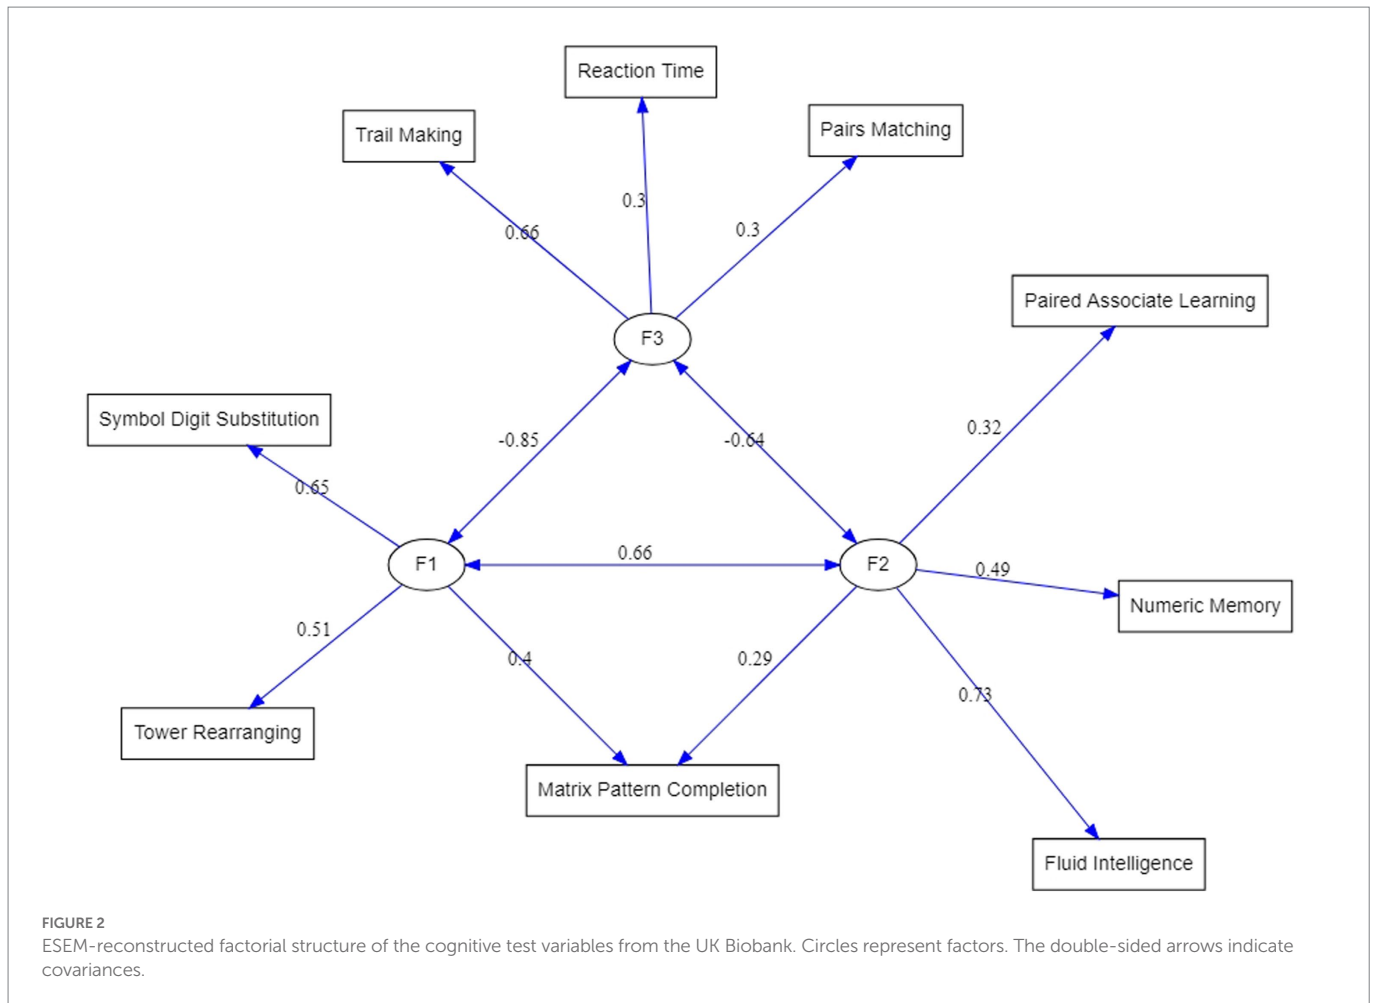 Reaction Time
Trail Making
Pairs Matching
0.3
0.66
0.3
Paired Associate Learning
F3
Symbol Digit Substitution
-0.85
-0.64
0.32
0.65
F1
0.66
F2
0.49
Numeric Memory
0.51
0.4
0.29
0.73
Tower Rearranging
Matrix Pattern Completion
Fluid Intelligence
FIGURE 2
ESEM-reconstructed factorial structure of the cognitive test variables from the UK Biobank. Circles represent factors. The double-sided arrows indicate
covariances.